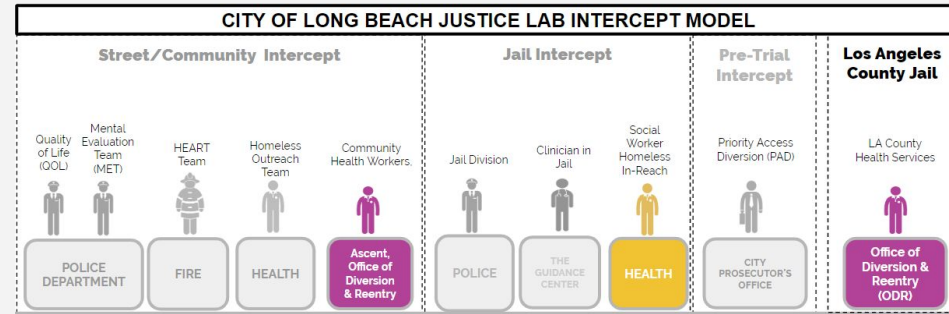 CITY OF LONG BEACH JUSTICE LAB INTERCEPT MODEL
Street/Community Intercept
Quality
of Life
(QOL)
Mental
Evaluation
Team
(MET)
HEART
Team
Homeless
Outreach
Team
Community
Health Workers.
POLICE
DEPARTMENT
FIRE
HEALTH
Ascent,
Office of
Diversion
& Reentry
Jail Intercept
Jail Division
Clinician in
Jail
Social
Worker
Homeless
In-Reach
POLICE
THE
GUIDANCE
CENTER
HEALTH
Pre-Trial
Intercept
Priority Access
Diversion (PAD)
CITY
PROSECUTOR'S
OFFICE
Los Angeles
County Jail
LA County
Health Services
Office of
Diversion &
Reentry
(ODR)